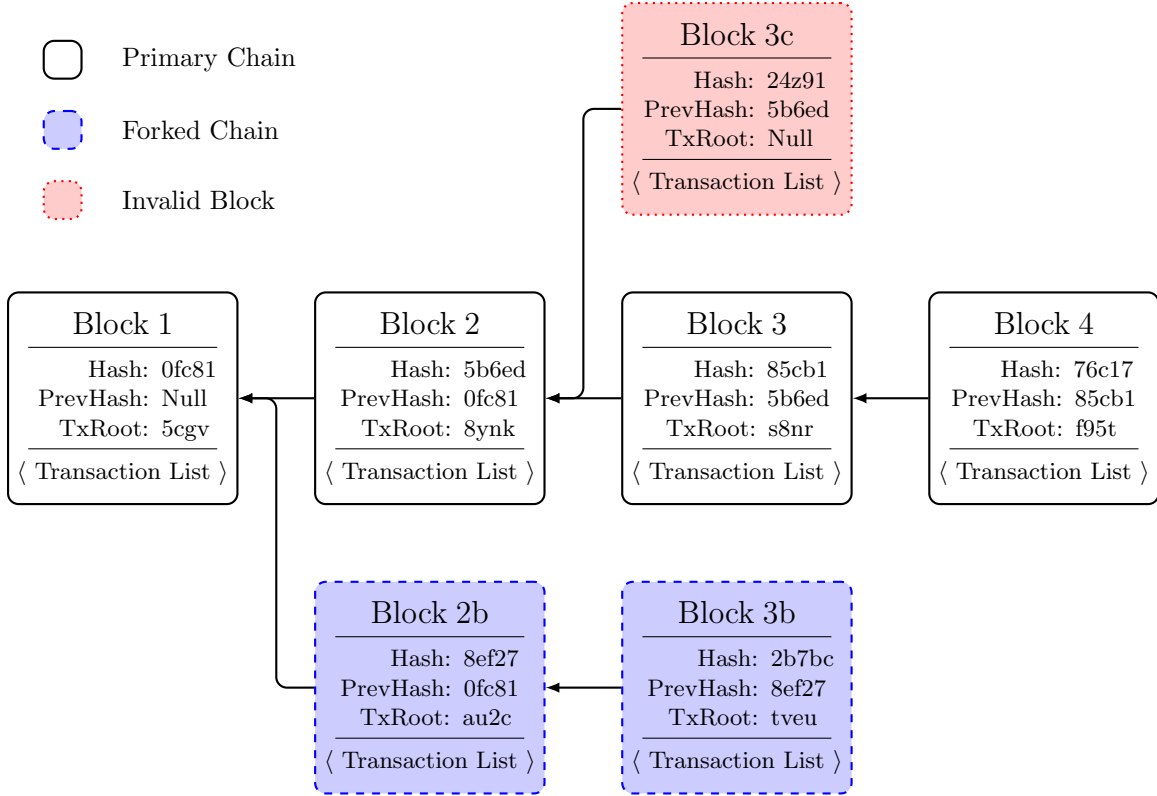 Primary Chain
Forked Chain
Invalid Block
Block 3c
Hash: 24z91
PrevHash: 5b6ed
TxRoot: Null
⟨ Transaction List ⟩
Block 1
Hash: 0fc81
PrevHash: Null
TxRoot: 5cgv
⟨ Transaction List ⟩
Block 2
Hash: 5b6ed
PrevHash: 0fc81
TxRoot: 8ynk
⟨ Transaction List ⟩
Block 3
Hash: 85cb1
PrevHash: 5b6ed
TxRoot: s8nr
⟨ Transaction List ⟩
Block 4
Hash: 76c17
PrevHash: 85cb1
TxRoot: f95t
⟨ Transaction List ⟩
Block 2b
Hash: 8ef27
PrevHash: 0fc81
TxRoot: au2c
⟨ Transaction List ⟩
Block 3b
Hash: 2b7bc
PrevHash: 8ef27
TxRoot: tveu
⟨ Transaction List ⟩